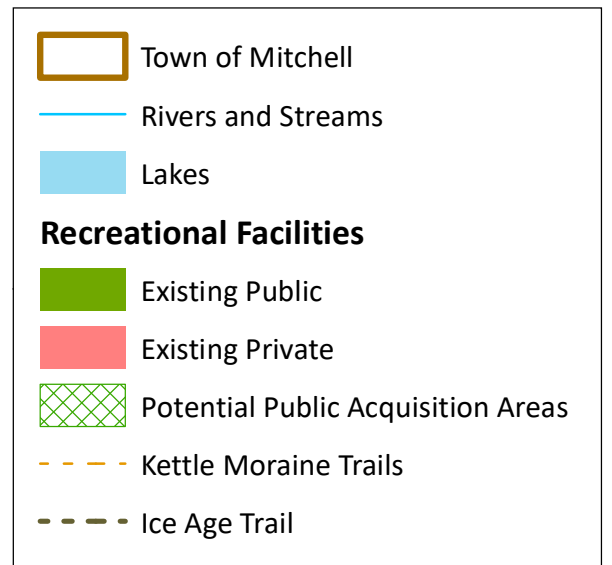 Town of Mitchell
Rivers and Streams
Lakes
Recreational Facilities
Existing Public
Existing Private
Potential Public Acquisition Areas
Kettle Moraine Trails
Ice Age Trail